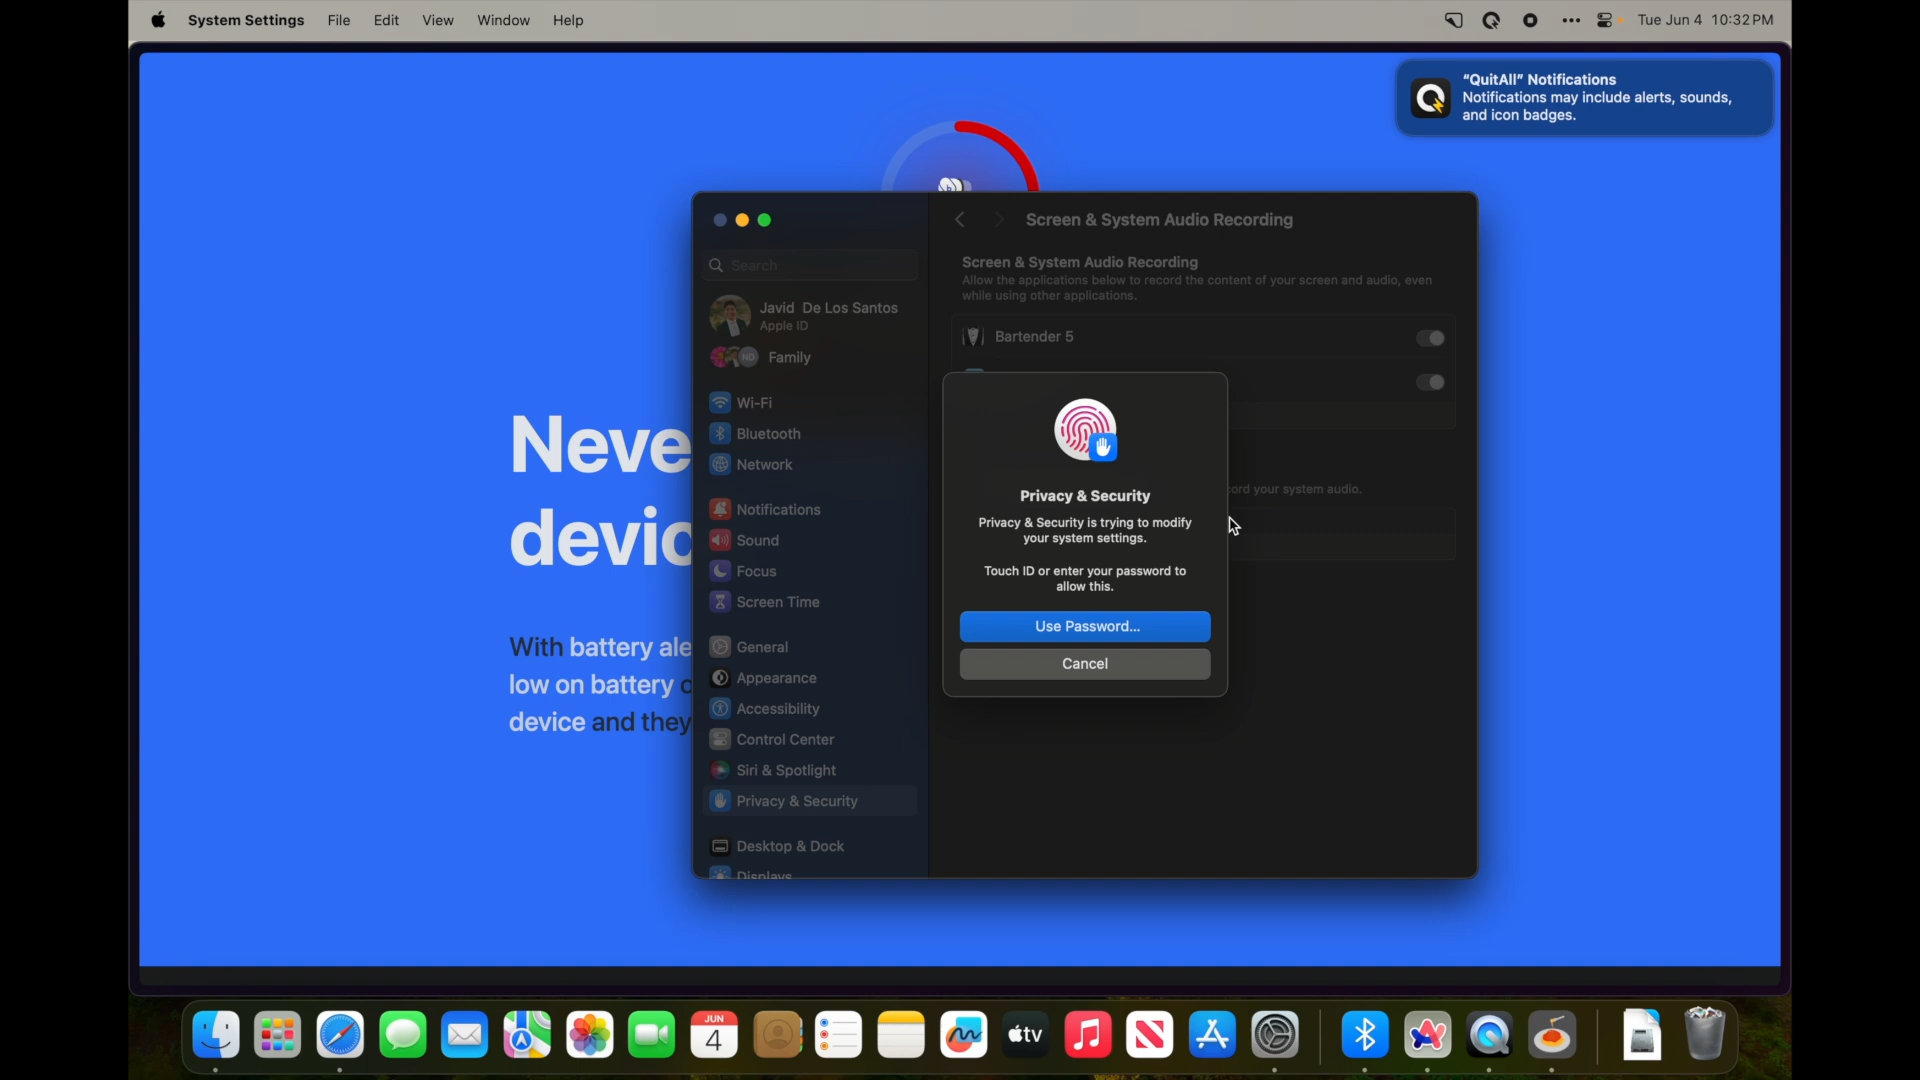 System Settings File Edit View Window Help
Tue Jun 4 10:32 PM
"QuitAll" Notifications
Notifications may include alerts, sounds,
and icon badges.
Neve
devic
With battery ale
low on battery
device and they
Search
Javid De Los Santos
Apple ID
ND
Family
Wi-Fi
Bluetooth
Network
Notifications
Sound
Focus
Screen Time
General
Appearance
Accessibility
Control Center
Siri & Spotlight
Privacy & Security
Desktop & Dock
Displays
Screen & System Audio Recording
Screen & System Audio Recording
Allow the applications below to record the content of your screen and audio, even
while using other applications.
Bartender 5
ord your system audio.
Privacy & Security
Privacy & Security is trying to modify
your system settings.
Touch ID or enter your password to
allow this.
Use Password...
Cancel
JUN
4
tv